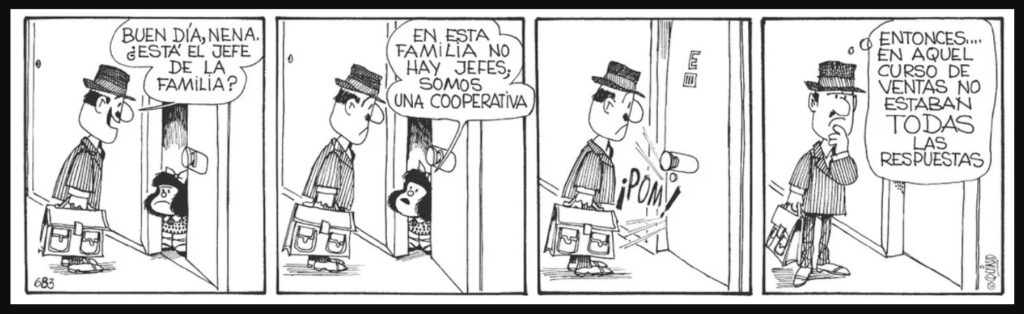 BUEN DÍA, NENA.
¿ESTÁ EL JEFE
DE LA
FAMILIA?
683
EN ESTA
FAMILIA NO
HAY JEFES,
SOMOS
UNA COOPERATIVA
E
¡POM!
ENTONCES....
EN AQUEL
CURSO DE
VENTAS NO
ESTABAN
TODAS
LAS
RESPUESTAS
©QUINO